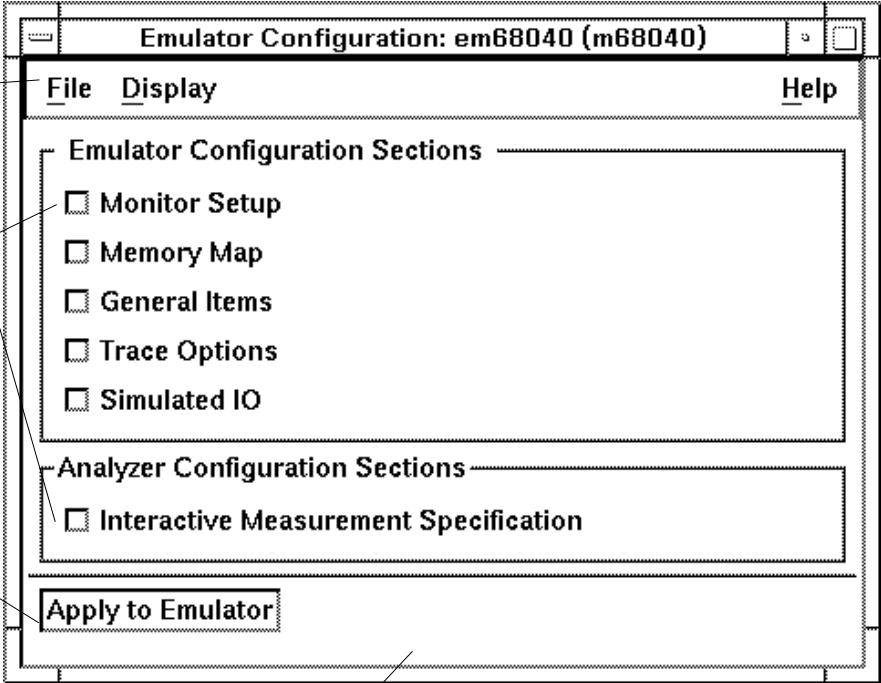 Emulator Configuration: em68040 (m68040)
File Display Help
Emulator Configuration Sections
Monitor Setup
Memory Map
General Items
Trace Options
Simulated IO
Analyzer Configuration Sections
Interactive Measurement Specification
Apply to Emulator